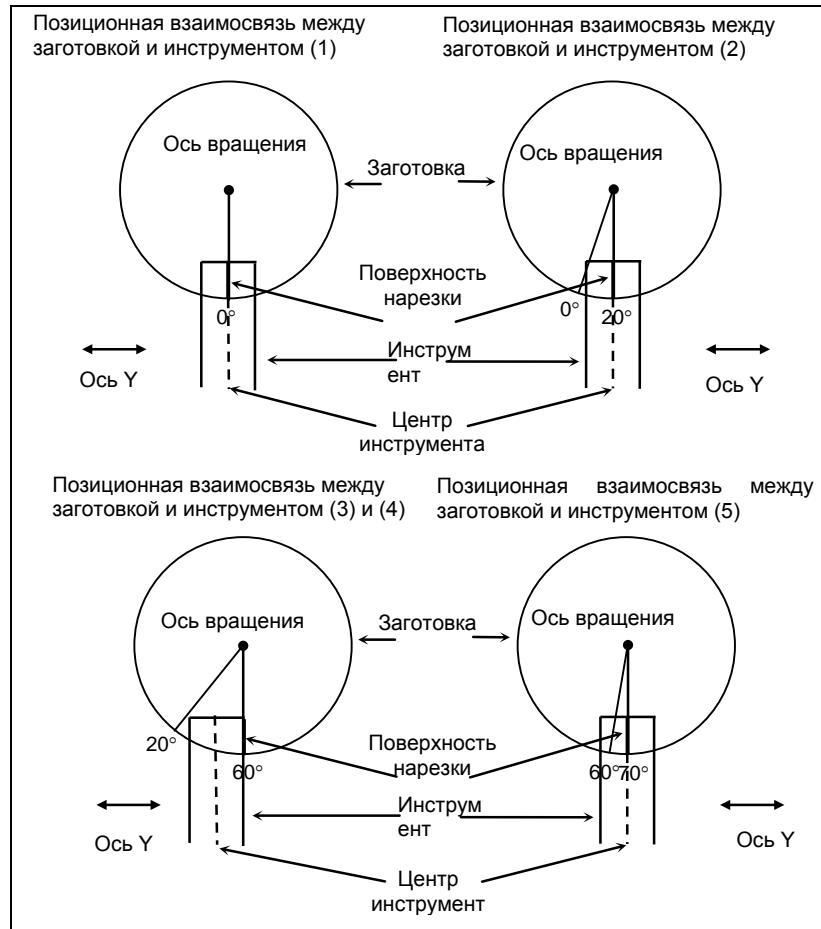 Позиционная взаимосвязь между
заготовкой и инструментом (1)
Позиционная взаимосвязь между
заготовкой и инструментом (2)
Ось вращения
Заготовка
Ось вращения
Поверхность
нарезки
0°
0°
20°
Инструм
ент
Ось Y
Ось Y
Центр
инструмента
Позиционная взаимосвязь между
заготовкой и инструментом (3) и (4)
Позиционная взаимосвязь между
заготовкой и инструментом (5)
Ось вращения
Заготовка
Ось вращения
20°
60°
Поверхность
нарезки
60°
70°
Инструм
ент
Ось Y
Ось Y
Центр
инструмент